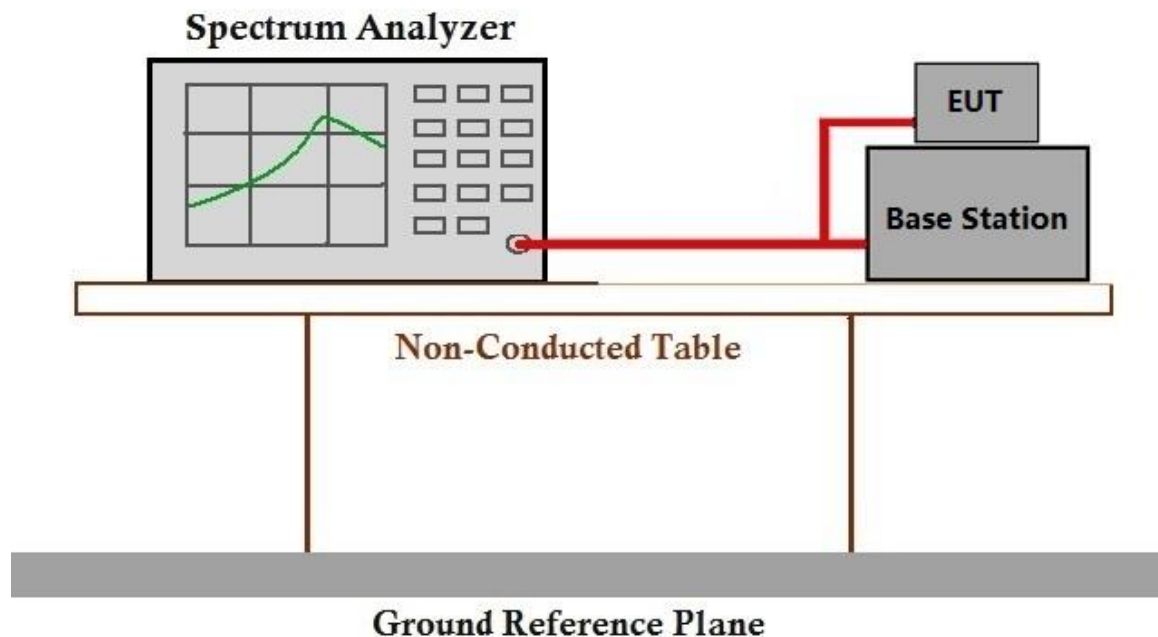 Spectrum Analyzer
EUT
Base Station
Non-Conducted Table
Ground Reference Plane